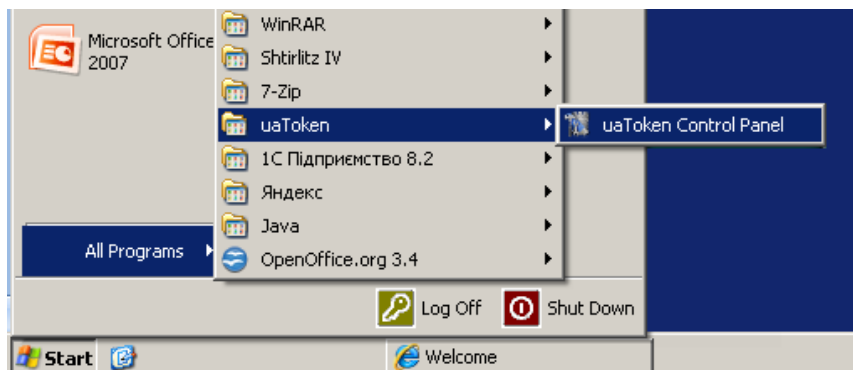 Microsoft Office
2007
All Programs
WinRAR
Shtirlitz IV
7-Zip
uaToken
1С Підприємство 8.2
Яндекс
Java
OpenOffice.org 3.4
uaToken Control Panel
Log Off
Shut Down
Start
Welcome